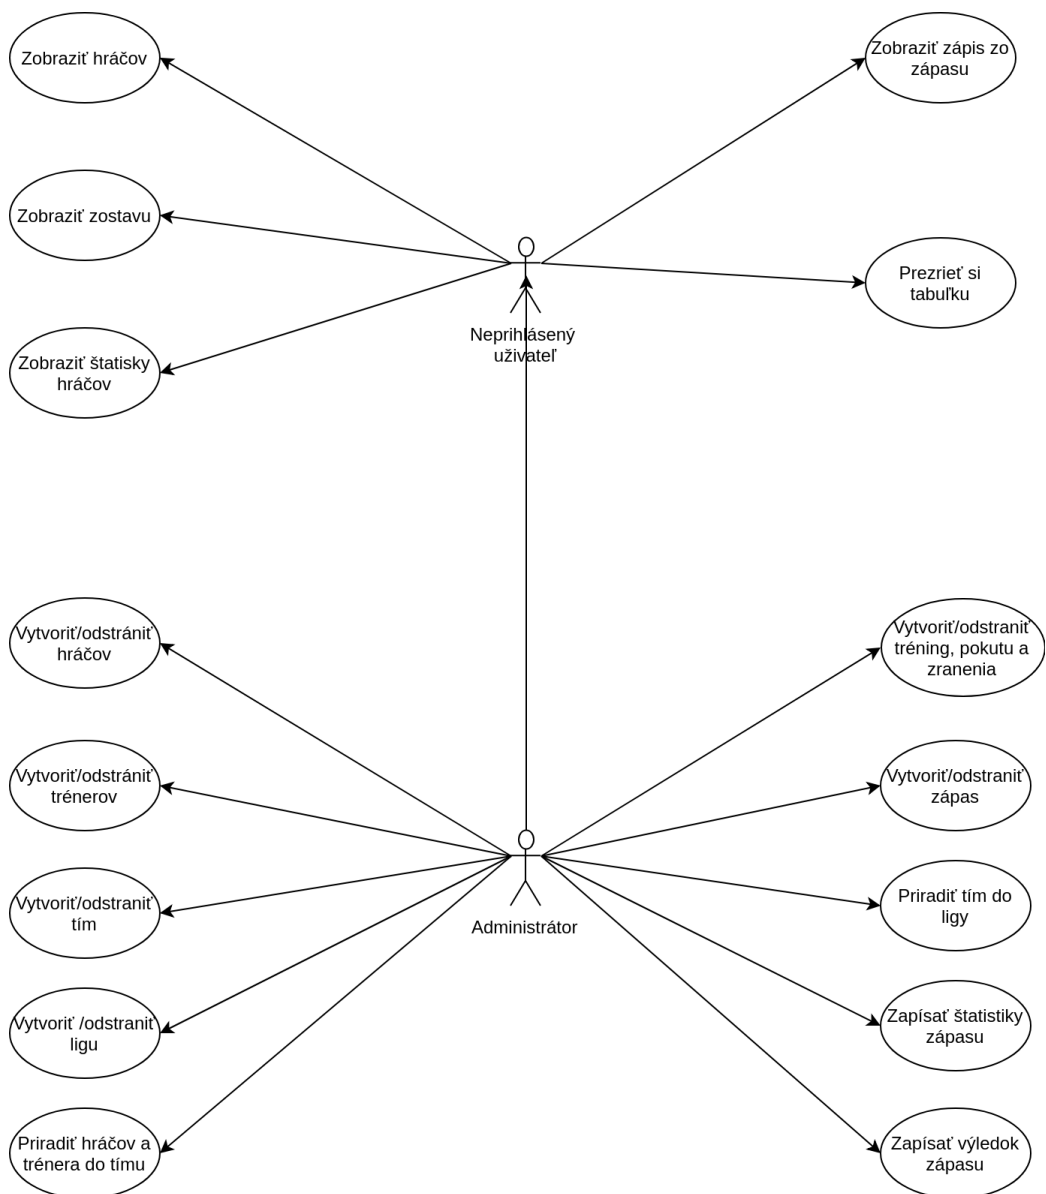 Zobraziť hráčov
Zobraziť zápis zo
zápasu
Zobraziť zostavu
Prezrieť si
tabuľku
Neprihlásený
uživateľ
Zobraziť štatisky
hráčov
Vytvoriť/odstrániť
hráčov
Vytvoriť/odstraniť
tréning, pokutu a
zranenia
Vytvoriť/odstrániť
trénerov
Vytvoriť/odstraniť
zápas
Vytvoriť/odstraniť
tím
Priradiť tím do
ligy
Administrátor
Vytvoriť /odstraniť
ligu
Zapísať štatistiky
zápasu
Priradiť hráčov a
trénera do tímu
Zapísať výledok
zápasu